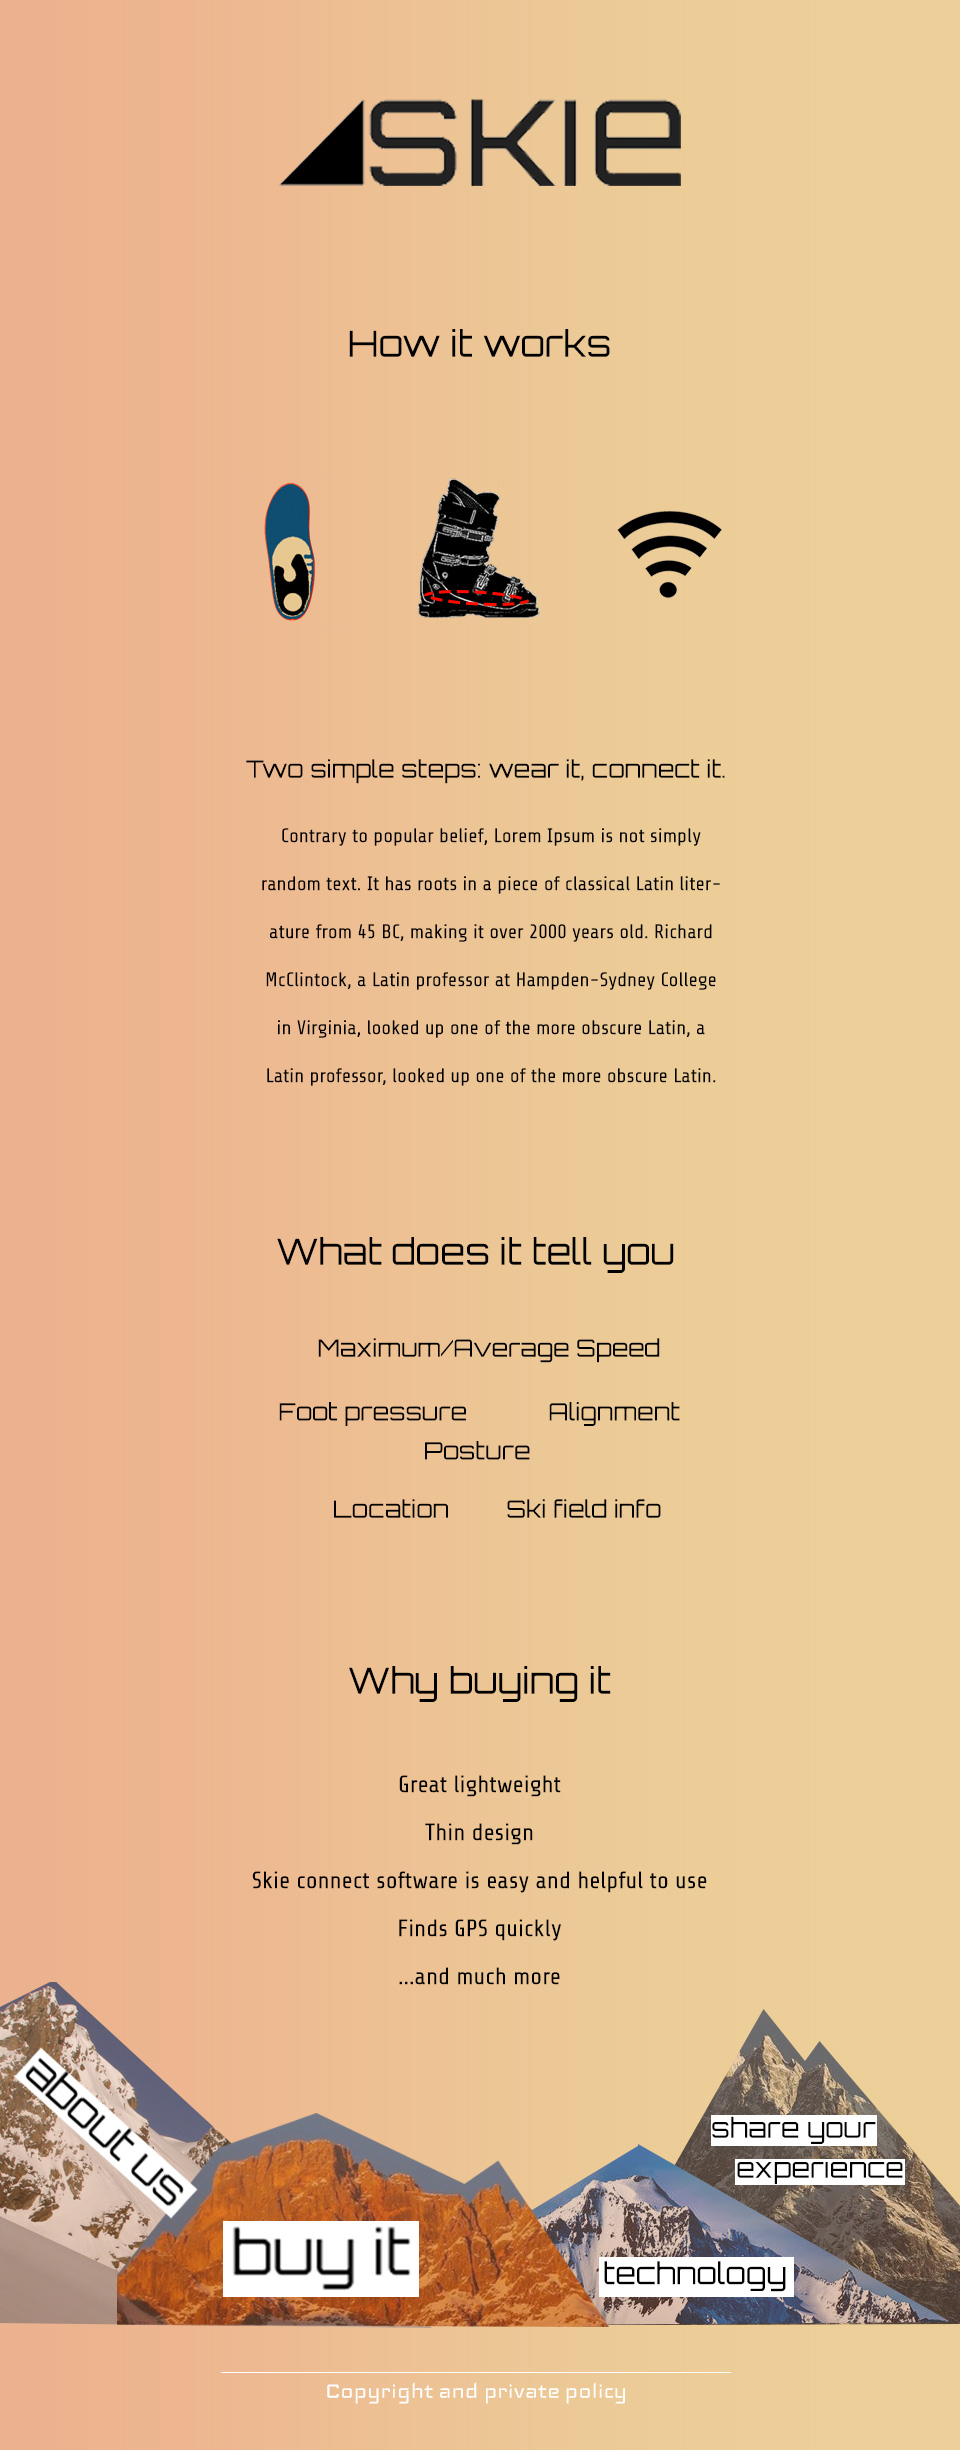 SKIE
How it works
Two simple steps: wear it, connect it.
Contrary to popular belief, Lorem Ipsum is not simply
random text. It has roots in a piece of classical Latin liter-
ature from 45 BC, making it over 2000 years old. Richard
McClintock, a Latin professor at Hampden-Sydney College
in Virginia, looked up one of the more obscure Latin, a
Latin professor, looked up one of the more obscure Latin.
What does it tell you
Maximum/Average Speed
Foot pressure Alignment
Posture
Location Ski field info
Why buying it
Great lightweight
Thin design
Skie connect software is easy and helpful to use
Finds GPS quickly
...and much more
about us
share your
experience
buy it
technology
Copyright and private policy